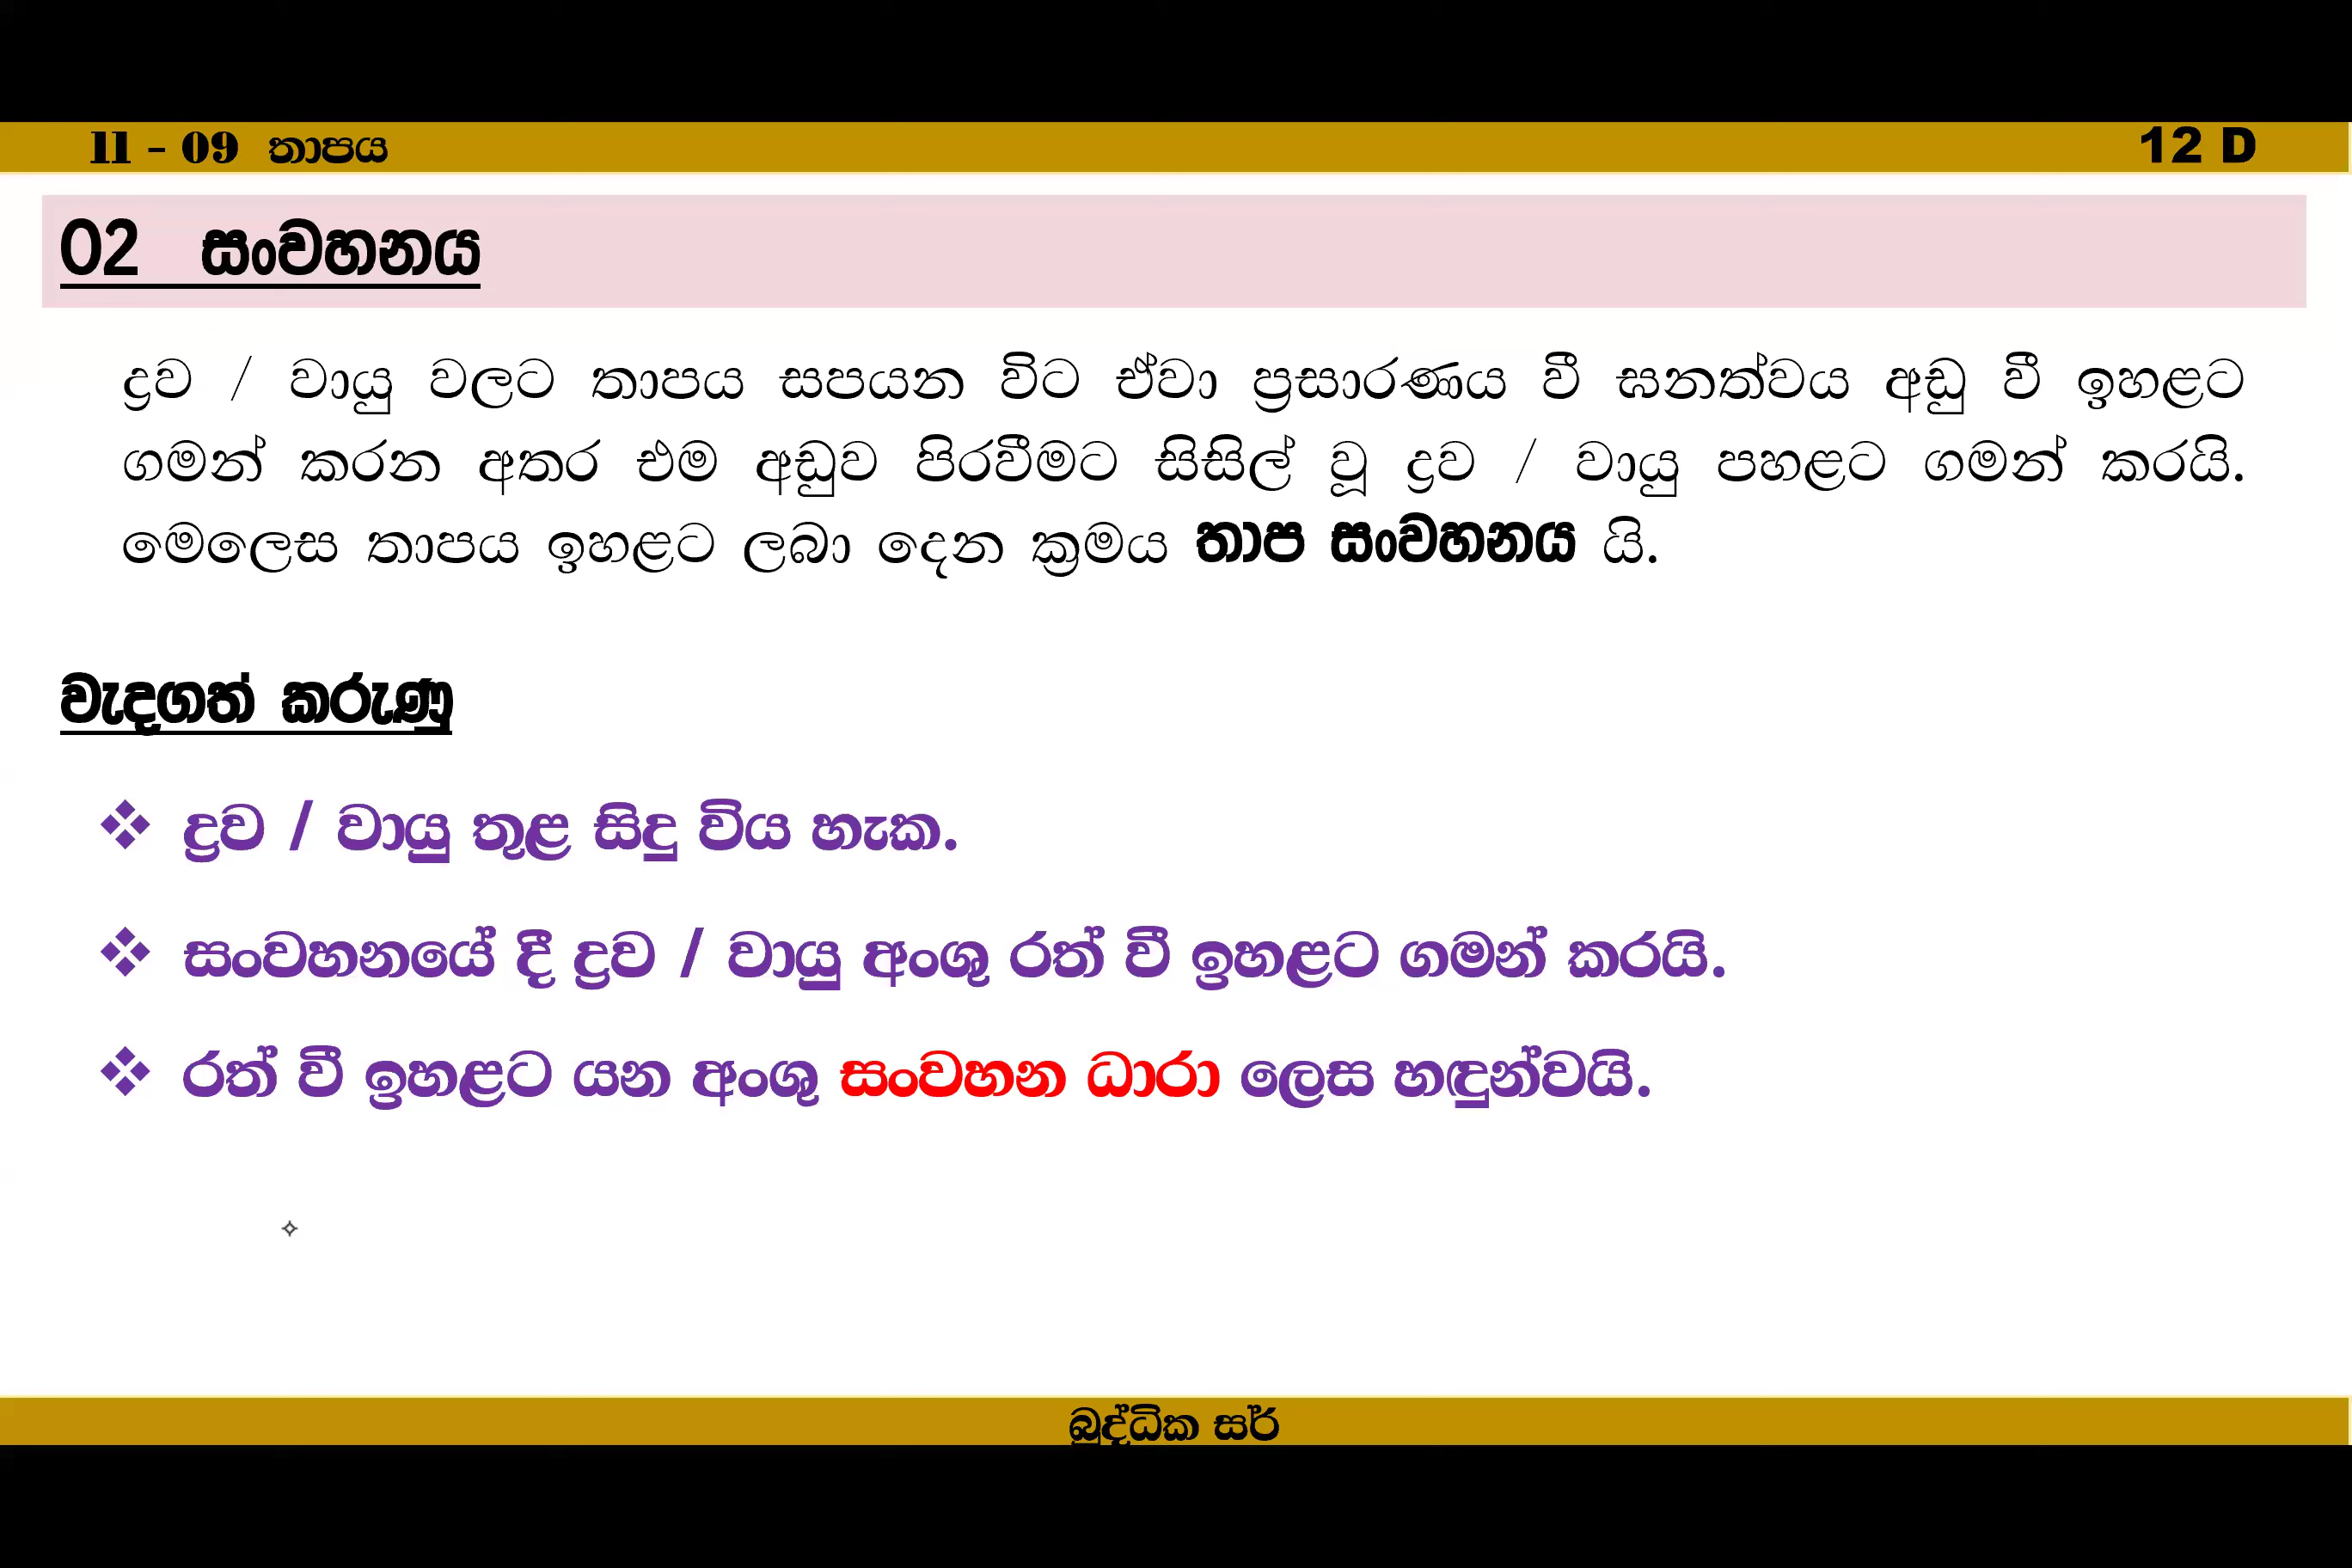 11 – 09 තාපය
12 D
02 සංවහනය
ද්‍රව / වායු වලට තාපය සපයන විට ඒවා ප්‍රසාරණය වී ඝනත්වය අඩු වී ඉහළට
ගමන් කරන අතර එම අඩුව පිරවීමට සිසිල් වූ ද්‍රව / වායු පහළට ගමන් කරයි.
මෙලෙස තාපය ඉහළට ලබා දෙන ක්‍රමය තාප සංවහනය යි.
වැදගත් කරුණු
❖ ද්‍රව / වායු තුළ සිදු විය හැක.
❖ සංවහනයේ දී ද්‍රව / වායු අංශු රත් වී ඉහළට ගමන් කරයි.
❖ රත් වී ඉහළට යන අංශු සංවහන ධාරා ලෙස හඳුන්වයි.
බුද්ධික සර්